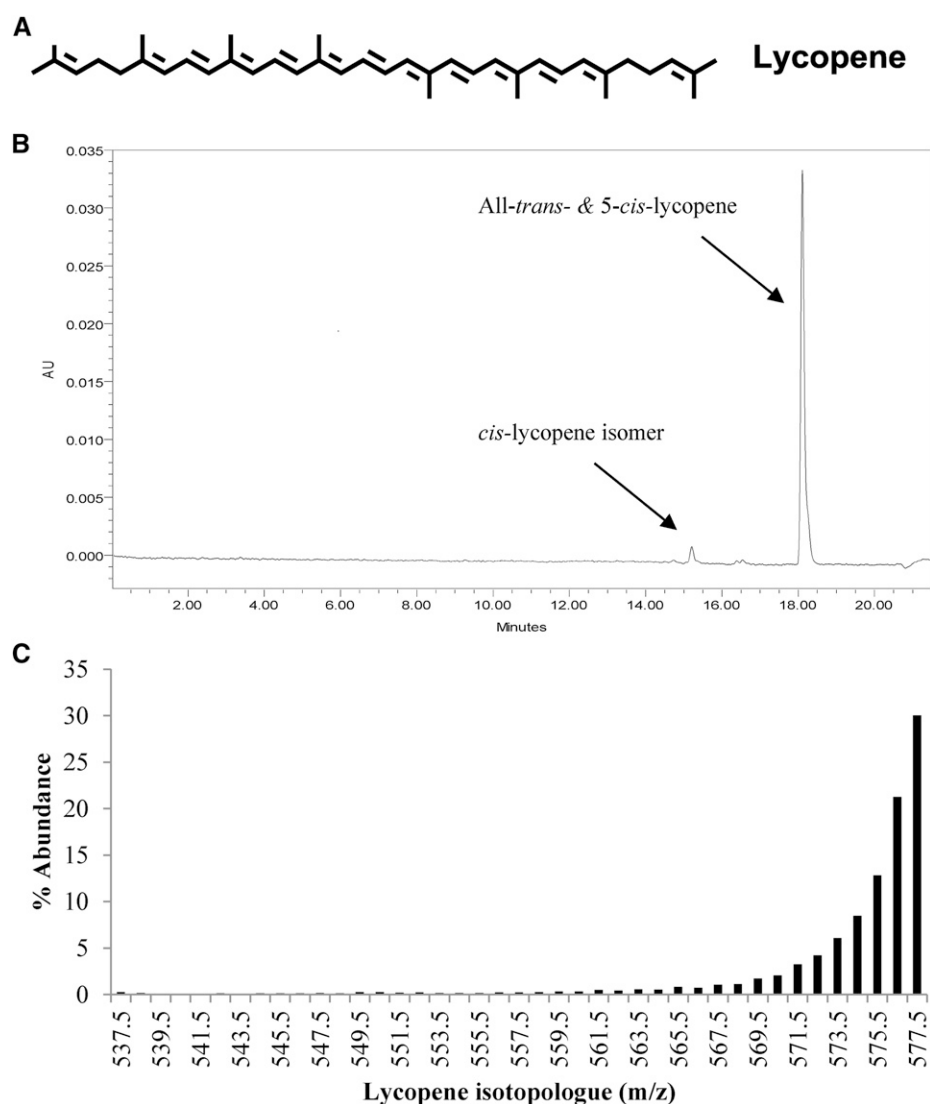 A
Lycopene
B
0.035
0.030
0.025
0.020
0.015
0.010
0.005
0.000
AU
All-trans- & 5-cis-lycopene
cis-lycopene isomer
2.00 4.00 6.00 8.00 10.00 12.00 14.00 16.00 18.00 20.00
Minutes
C
35
30
25
20
15
10
5
0
% Abundance
537.5 539.5 541.5 543.5 545.5 547.5 549.5 551.5 553.5 555.5 557.5 559.5 561.5 563.5 565.5 567.5 569.5 571.5 573.5 575.5 577.5
Lycopene isotopologue (m/z)